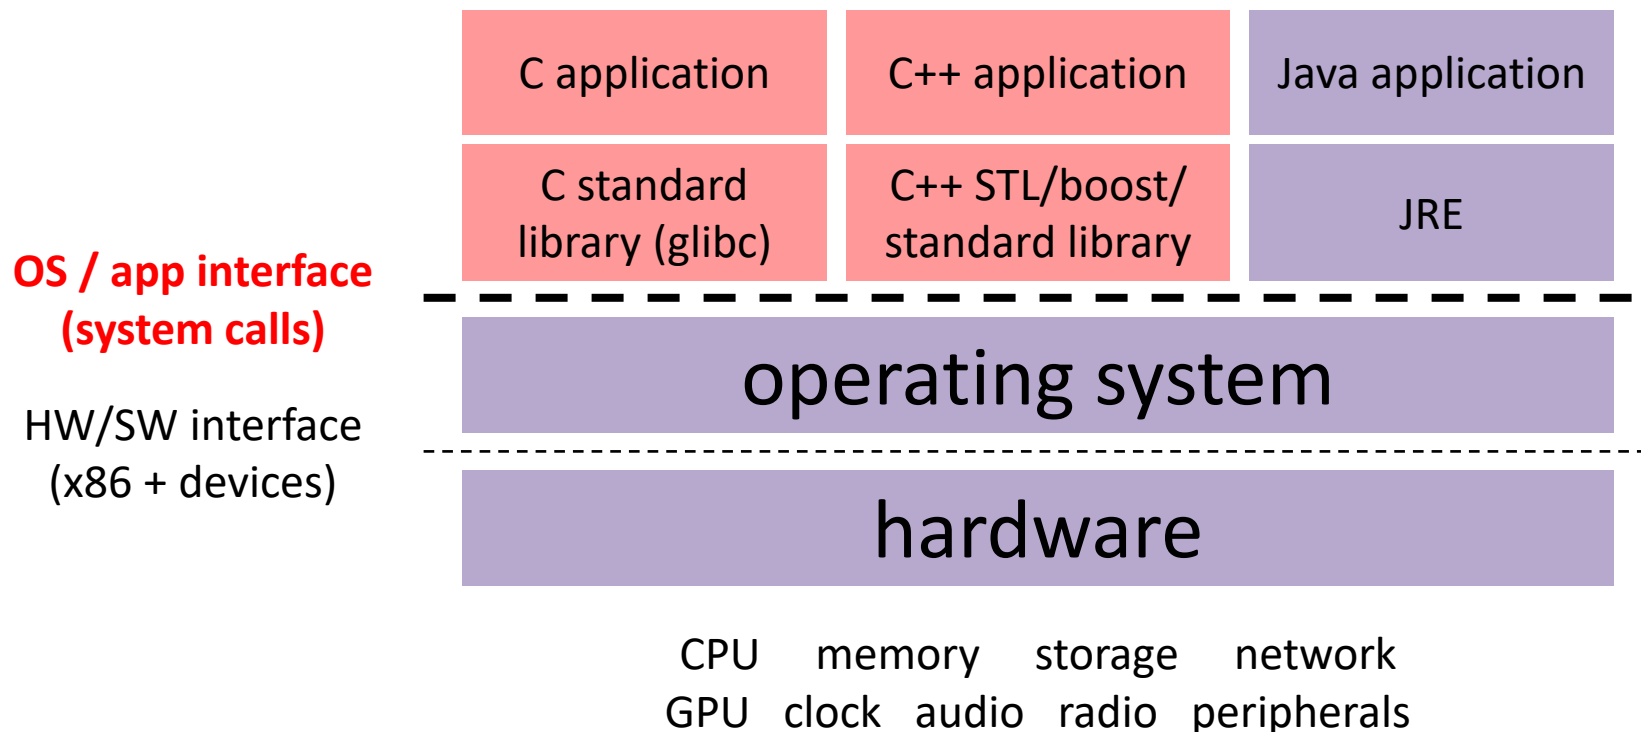 C application
C++ application
Java application
C standard
library (glibc)
C++ STL/boost/
standard library
JRE
OS / app interface
(system calls)
operating system
HW/SW interface
(x86 + devices)
hardware
CPU memory storage network
GPU clock audio radio peripherals